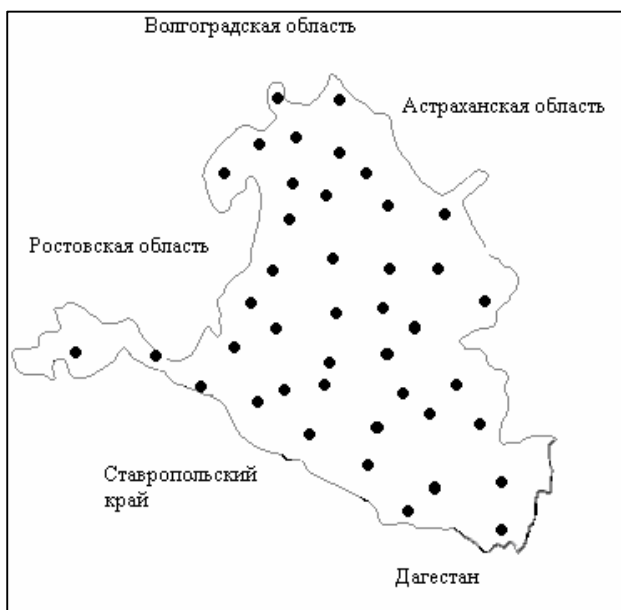 Волгоградская область
Астраханская область
Ростовская область
Ставропольский
край
Дагестан